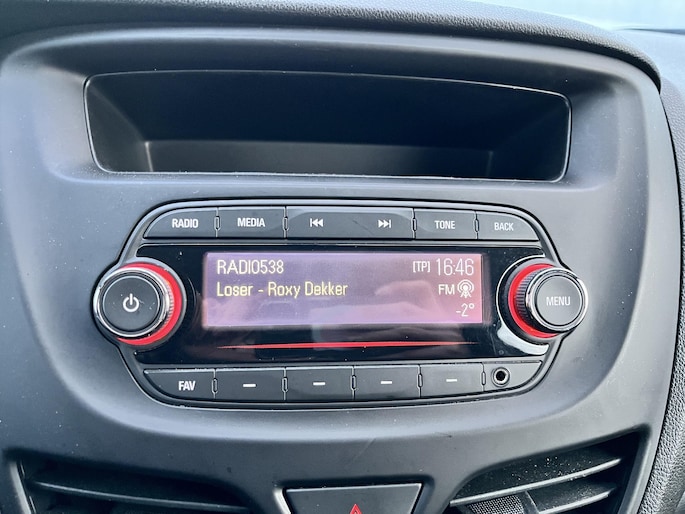 RADIO MEDIA TONE BACK
RADIO538 [TP] 16:46
Loser - Roxy Dekker FM
-2°
MENU
FAV